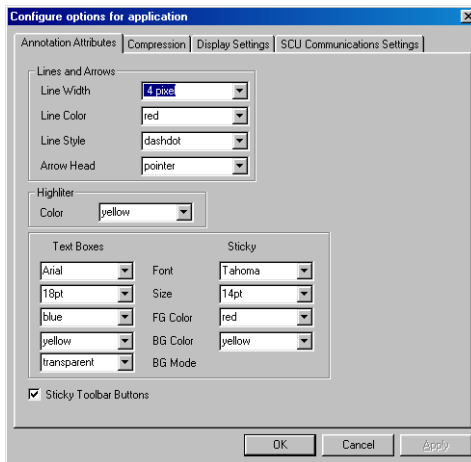 Configure options for application
Annotation Attributes Compression Display Settings SCU Communications Settings
Lines and Arrows
Line Width 4 pixel
Line Color red
Line Style dashdot
Arrow Head pointer
Highliter
Color yellow
Text Boxes Sticky
Arial Font Tahoma
18pt Size 14pt
blue FG Color red
yellow BG Color yellow
transparent BG Mode
Sticky Toolbar Buttons
OK Cancel Apply